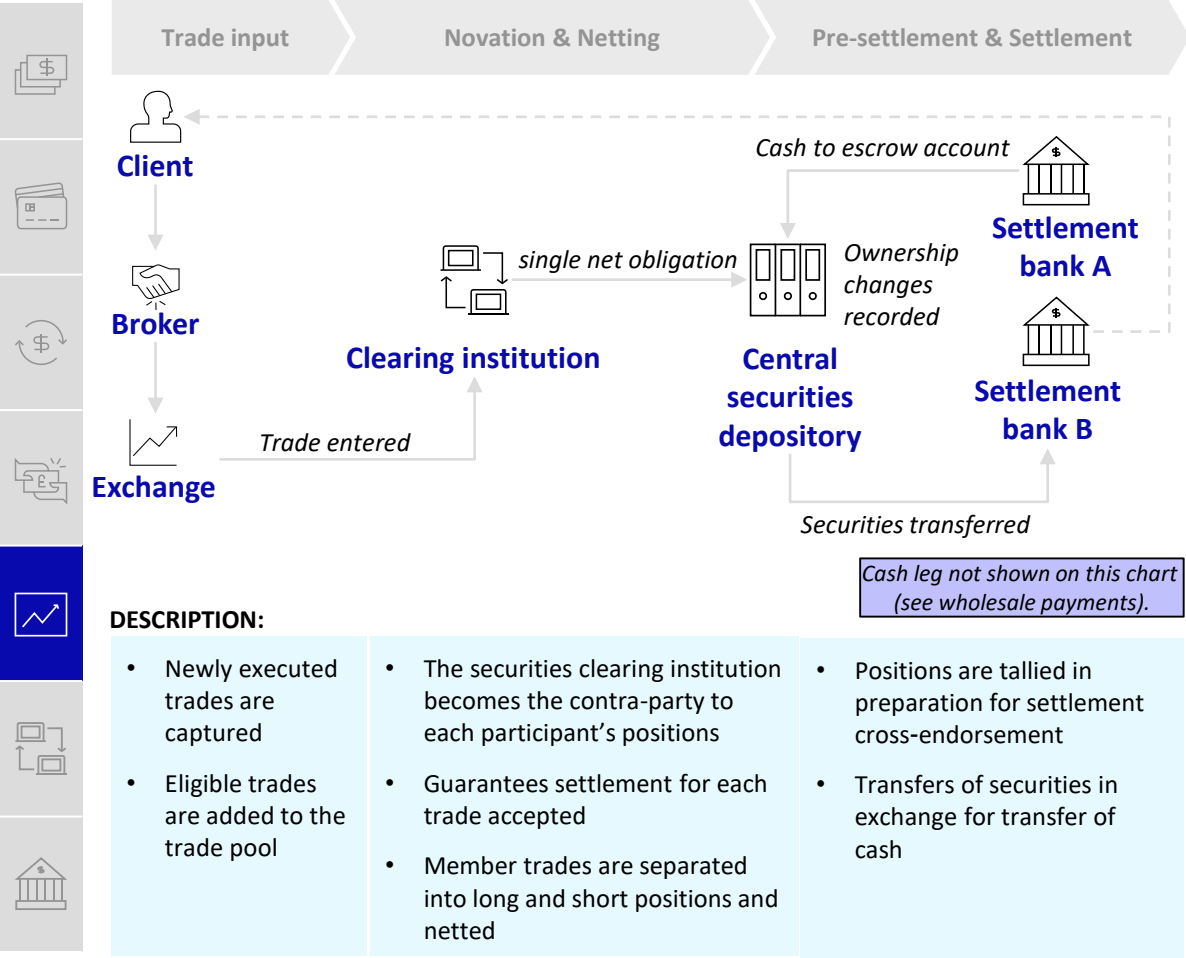 Trade input
Novation & Netting
Pre-settlement & Settlement
$
Client
Cash to escrow account
$
Settlement
bank A
Broker
single net obligation
Ownership
changes
recorded
$
$
Clearing institution
Central
securities
depository
Settlement
bank B
Trade entered
£
Exchange
Securities transferred
Cash leg not shown on this chart
(see wholesale payments).
DESCRIPTION:
• Newly executed
trades are
captured
• Eligible trades
are added to the
trade pool
• The securities clearing institution
becomes the contra-party to
each participant’s positions
• Guarantees settlement for each
trade accepted
• Member trades are separated
into long and short positions and
netted
• Positions are tallied in
preparation for settlement
cross-endorsement
• Transfers of securities in
exchange for transfer of
cash
$